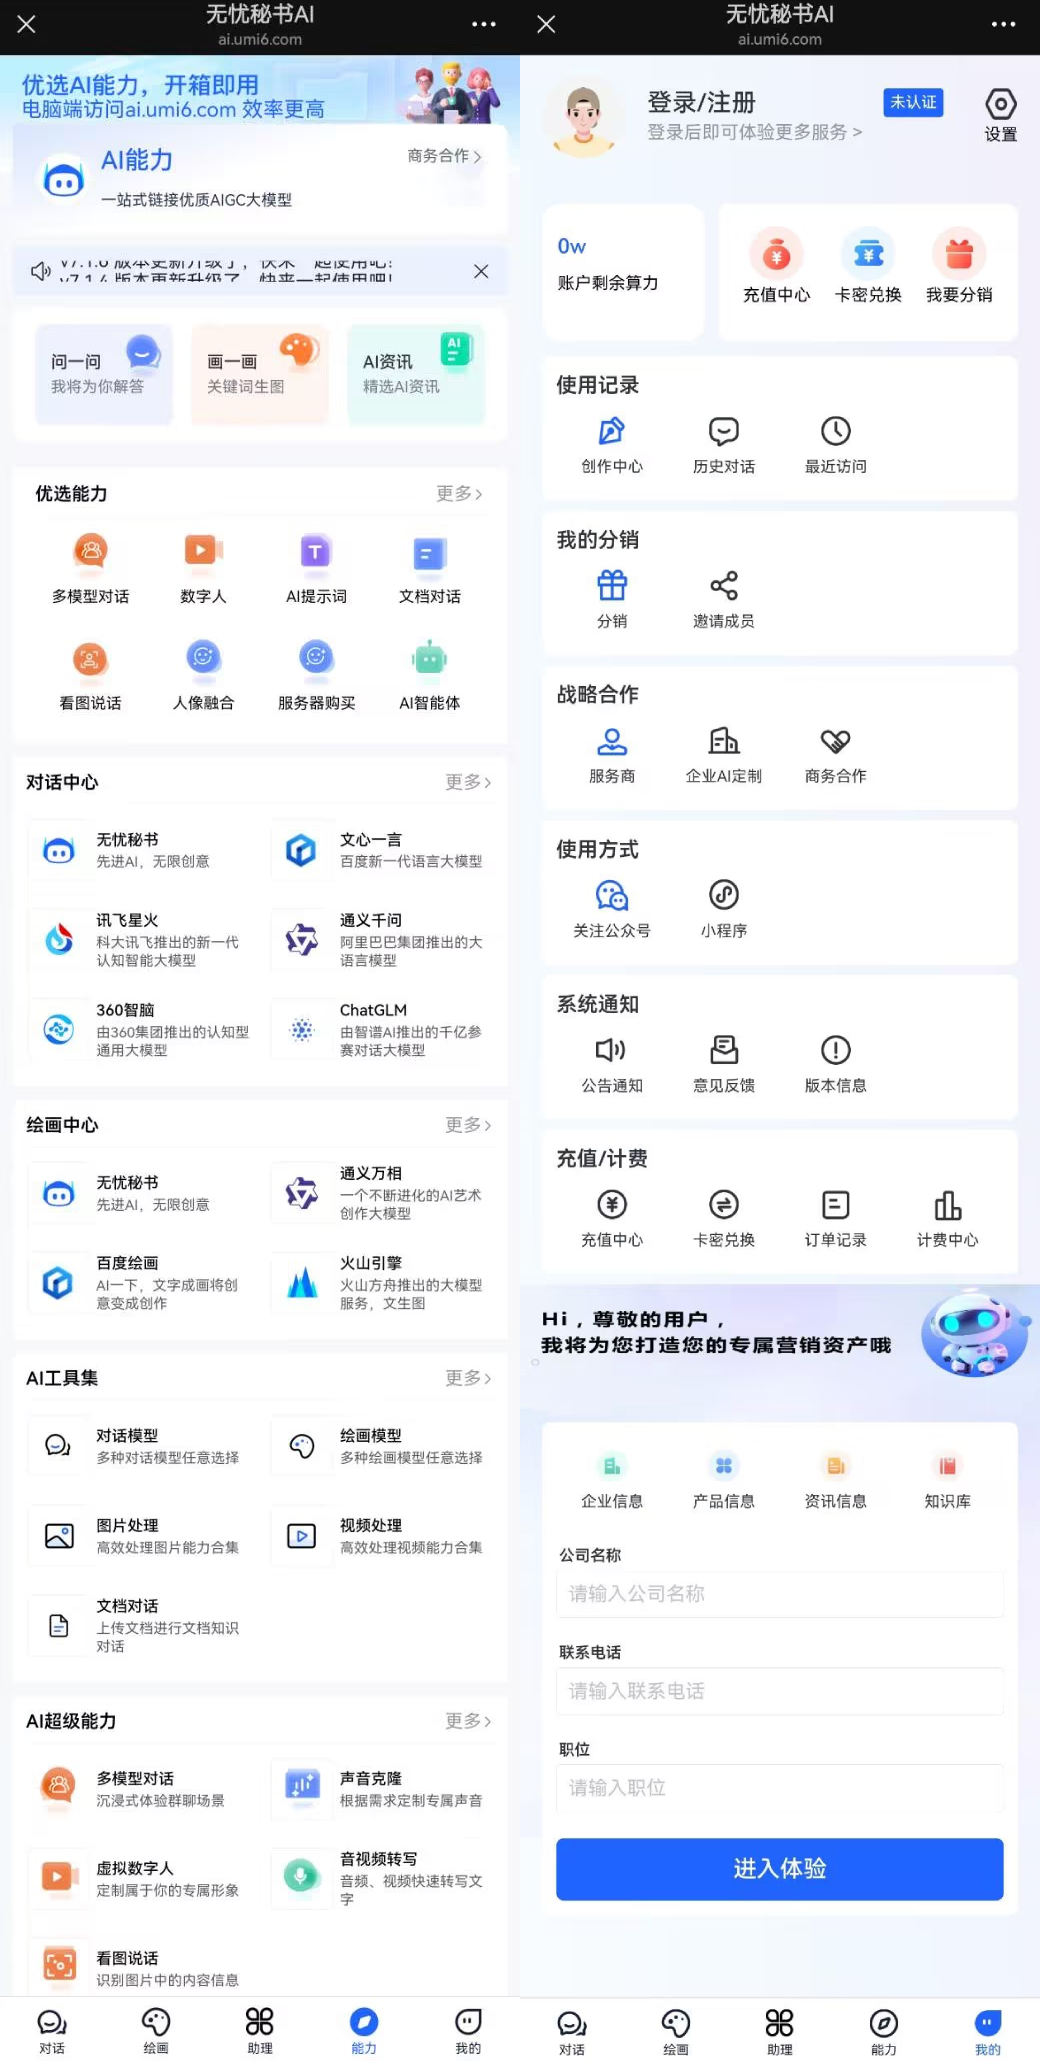 无忧秘书AI
ai.umi6.com
优选AI能力，开箱即用
电脑端访问ai.umi6.com 效率更高
AI能力
商务合作 >
一站式链接优质AIGC大模型
v7.1.6 版本更新升级了，快来一起使用吧!
v7.1.4 版本更新升级了，快来一起使用吧!
问一问
我将为你解答
画一画
关键词生图
AI资讯
精选AI资讯
AI
优选能力
更多 >
多模型对话
数字人
AI提示词
文档对话
T
看图说话
人像融合
服务器购买
AI智能体
对话中心
更多 >
无忧秘书
先进AI，无限创意
文心一言
百度新一代语言大模型
讯飞星火
科大讯飞推出的新一代
认知智能大模型
通义千问
阿里巴巴集团推出的大
语言模型
360智脑
由360集团推出的认知型
通用大模型
ChatGLM
由智谱AI推出的千亿参
赛对话大模型
绘画中心
更多 >
无忧秘书
先进AI，无限创意
通义万相
一个不断进化的AI艺术
创作大模型
百度绘画
AI一下，文字成画将创
意变成创作
火山引擎
火山方舟推出的大模型
服务，文生图
AI工具集
更多 >
对话模型
多种对话模型任意选择
绘画模型
多种绘画模型任意选择
图片处理
高效处理图片能力合集
视频处理
高效处理视频能力合集
文档对话
上传文档进行文档知识
对话
AI超级能力
更多 >
多模型对话
沉浸式体验群聊场景
声音克隆
根据需求定制专属声音
虚拟数字人
定制属于你的专属形象
音视频转写
音频、视频快速转写文
字
看图说话
识别图片中的内容信息
对话
绘画
助理
能力
我的
无忧秘书AI
ai.umi6.com
登录/注册
登录后即可体验更多服务 >
未认证
设置
0w
账户剩余算力
充值中心
卡密兑换
我要分销
使用记录
创作中心
历史对话
最近访问
我的分销
分销
邀请成员
战略合作
服务商
企业AI定制
商务合作
使用方式
关注公众号
小程序
系统通知
公告通知
意见反馈
版本信息
充值/计费
充值中心
卡密兑换
订单记录
计费中心
Hi，尊敬的用户，
我将为您打造您的专属营销资产哦
企业信息
产品信息
资讯信息
知识库
公司名称
请输入公司名称
联系电话
请输入联系电话
职位
请输入职位
进入体验
对话
绘画
助理
能力
我的